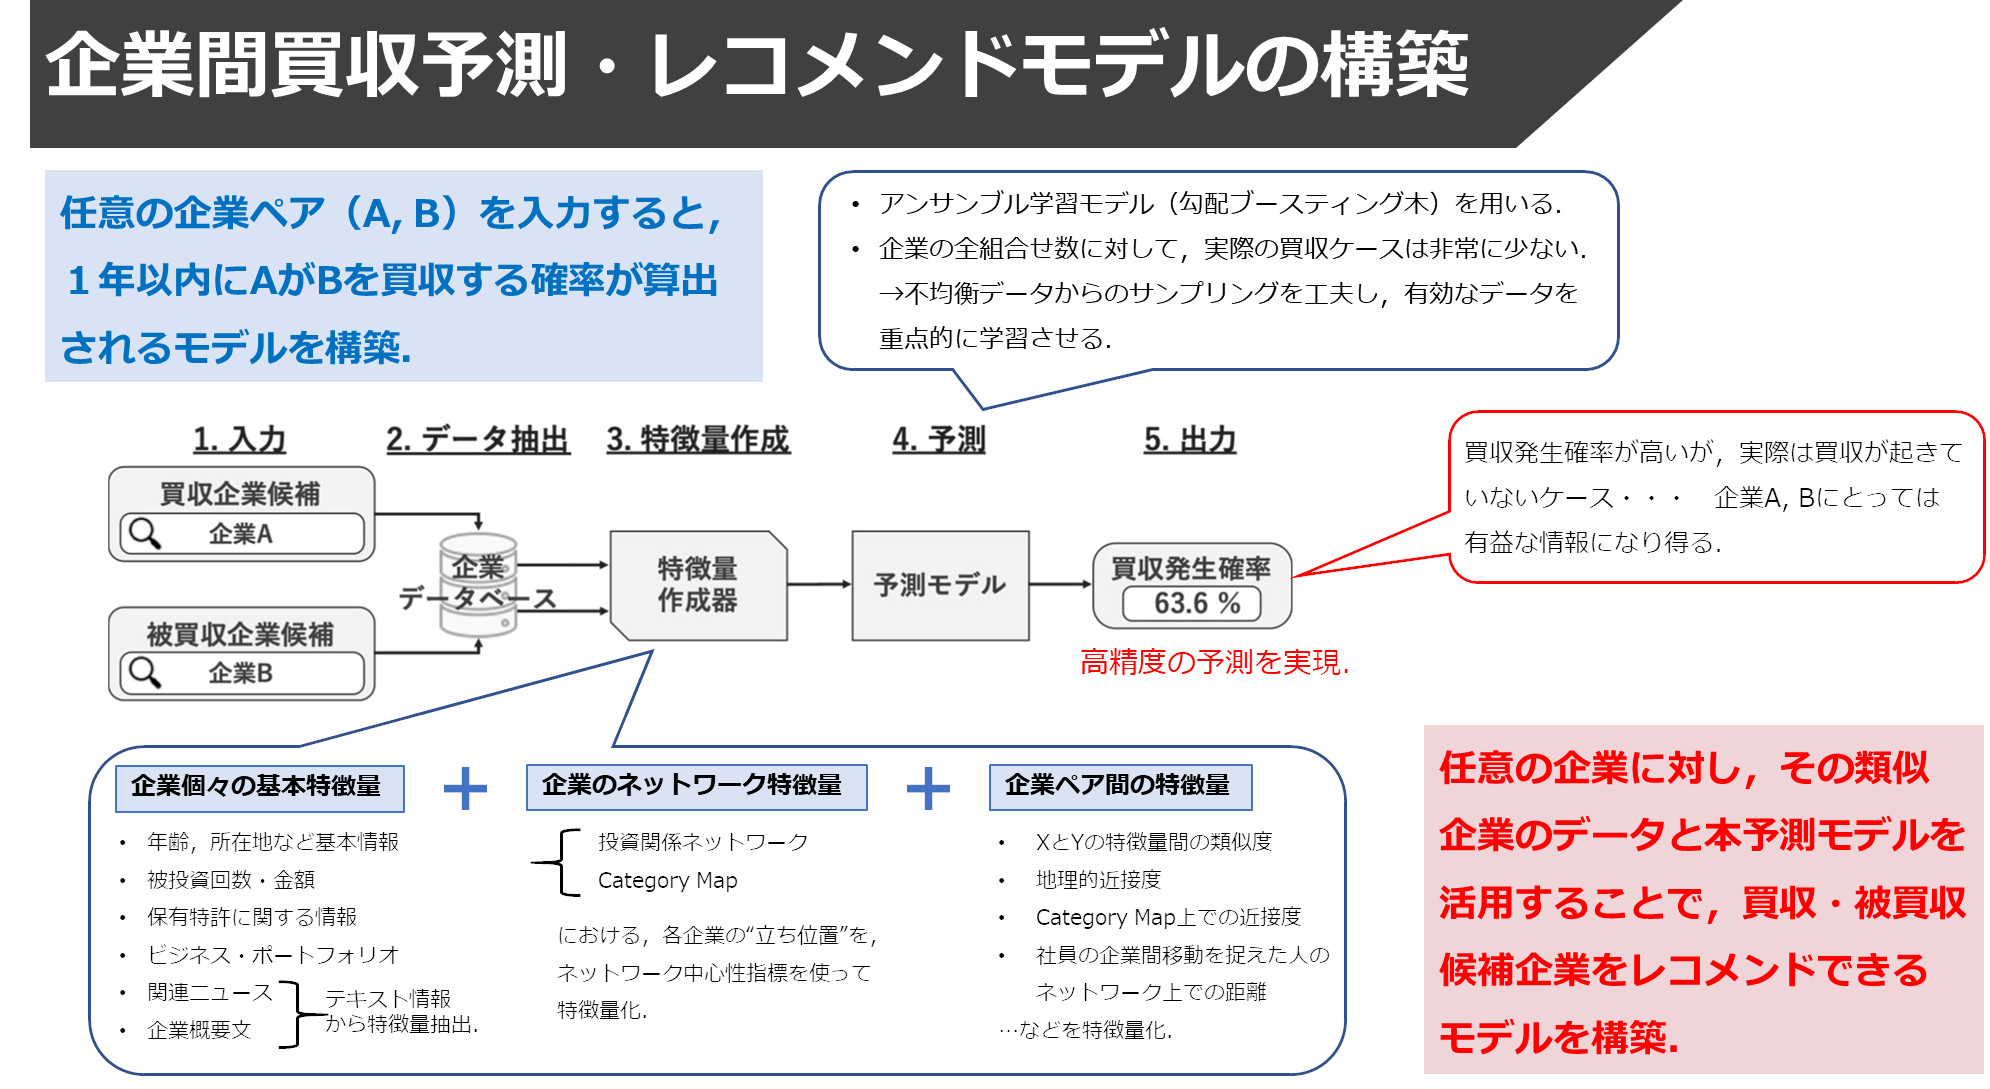 企業間買収予測・レコメンドモデルの構築
任意の企業ペア（A, B）を入力すると,
１年以内にAがBを買収する確率が算出
されるモデルを構築.
• アンサンブル学習モデル（勾配ブースティング木）を用いる.
• 企業の全組合せ数に対して, 実際の買収ケースは非常に少ない.
→不均衡データからのサンプリングを工夫し, 有効なデータを
重点的に学習させる.
1. 入力
2. データ抽出
3. 特徴量作成
4. 予測
5. 出力
買収企業候補
企業A
被買収企業候補
企業B
企業
データベース
特徴量
作成器
予測モデル
買収発生確率
63.6 %
高精度の予測を実現.
買収発生確率が高いが, 実際は買収が起きて
いないケース・・・　企業A, Bにとっては
有益な情報になり得る.
企業個々の基本特徴量
• 年齢, 所在地など基本情報
• 被投資回数・金額
• 保有特許に関する情報
• ビジネス・ポートフォリオ
• 関連ニュース
• 企業概要文
テキスト情報
から特徴量抽出.
＋
企業のネットワーク特徴量
投資関係ネットワーク
Category Map
における, 各企業の“立ち位置”を,
ネットワーク中心性指標を使って
特徴量化.
＋
企業ペア間の特徴量
• XとYの特徴量間の類似度
• 地理的近接度
• Category Map上での近接度
• 社員の企業間移動を捉えた人の
ネットワーク上での距離
…などを特徴量化.
任意の企業に対し, その類似
企業のデータと本予測モデルを
活用することで, 買収・被買収
候補企業をレコメンドできる
モデルを構築.